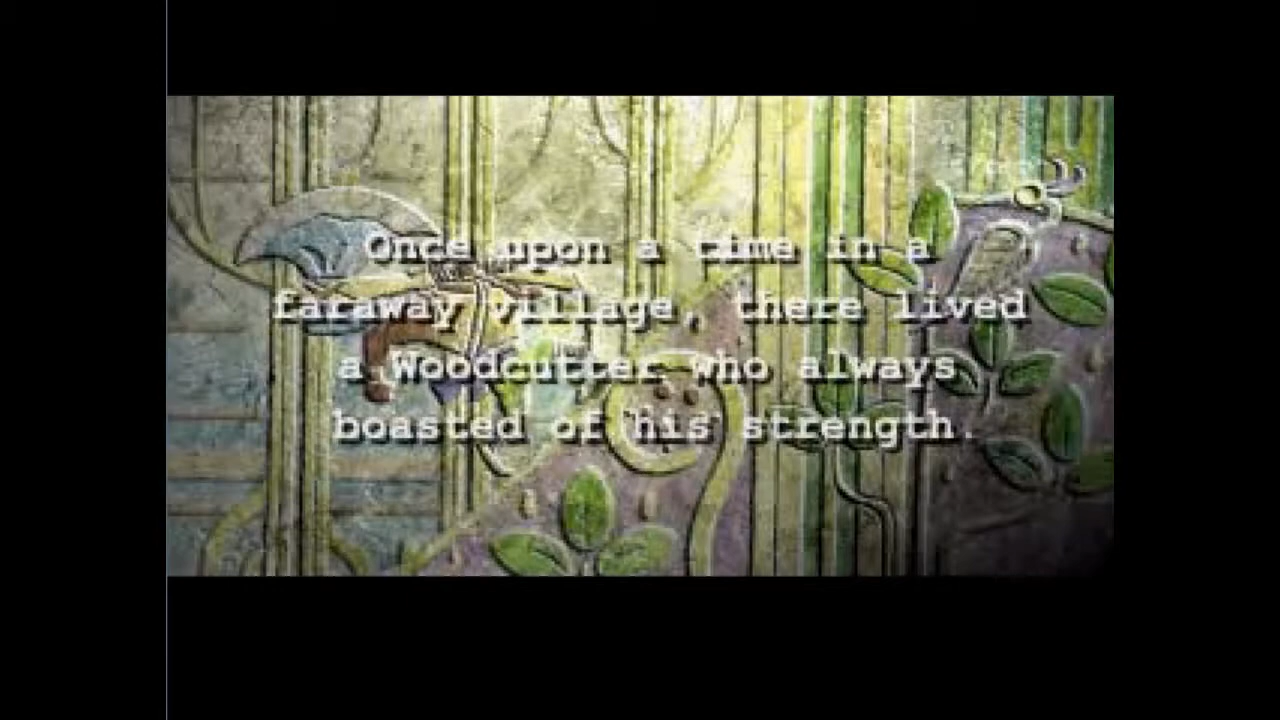 Once upon a time in a
faraway village, there lived
a Woodcutter who always
boasted of his strength.